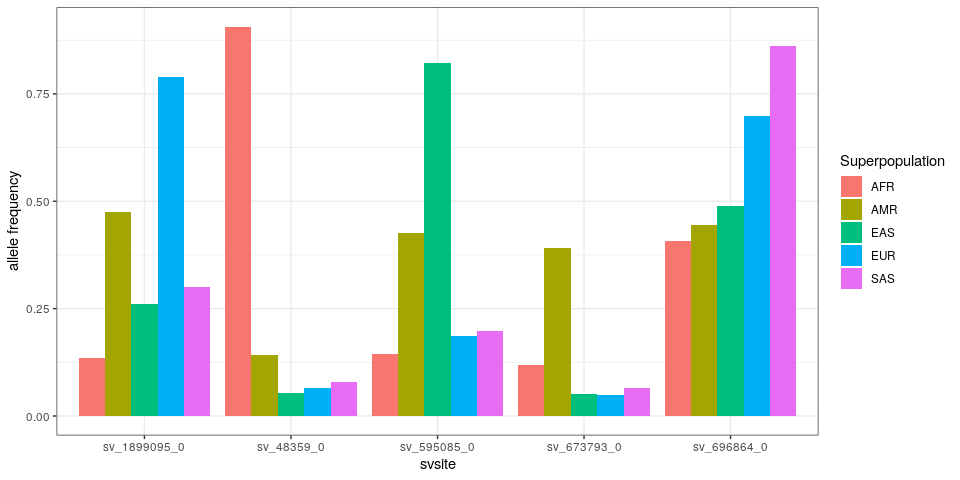 allele frequency
0.75
0.50
0.25
0.00
sv_1899095_0
sv_48359_0
sv_595085_0
sv_673793_0
sv_696864_0
svsite
Superpopulation
AFR
AMR
EAS
EUR
SAS